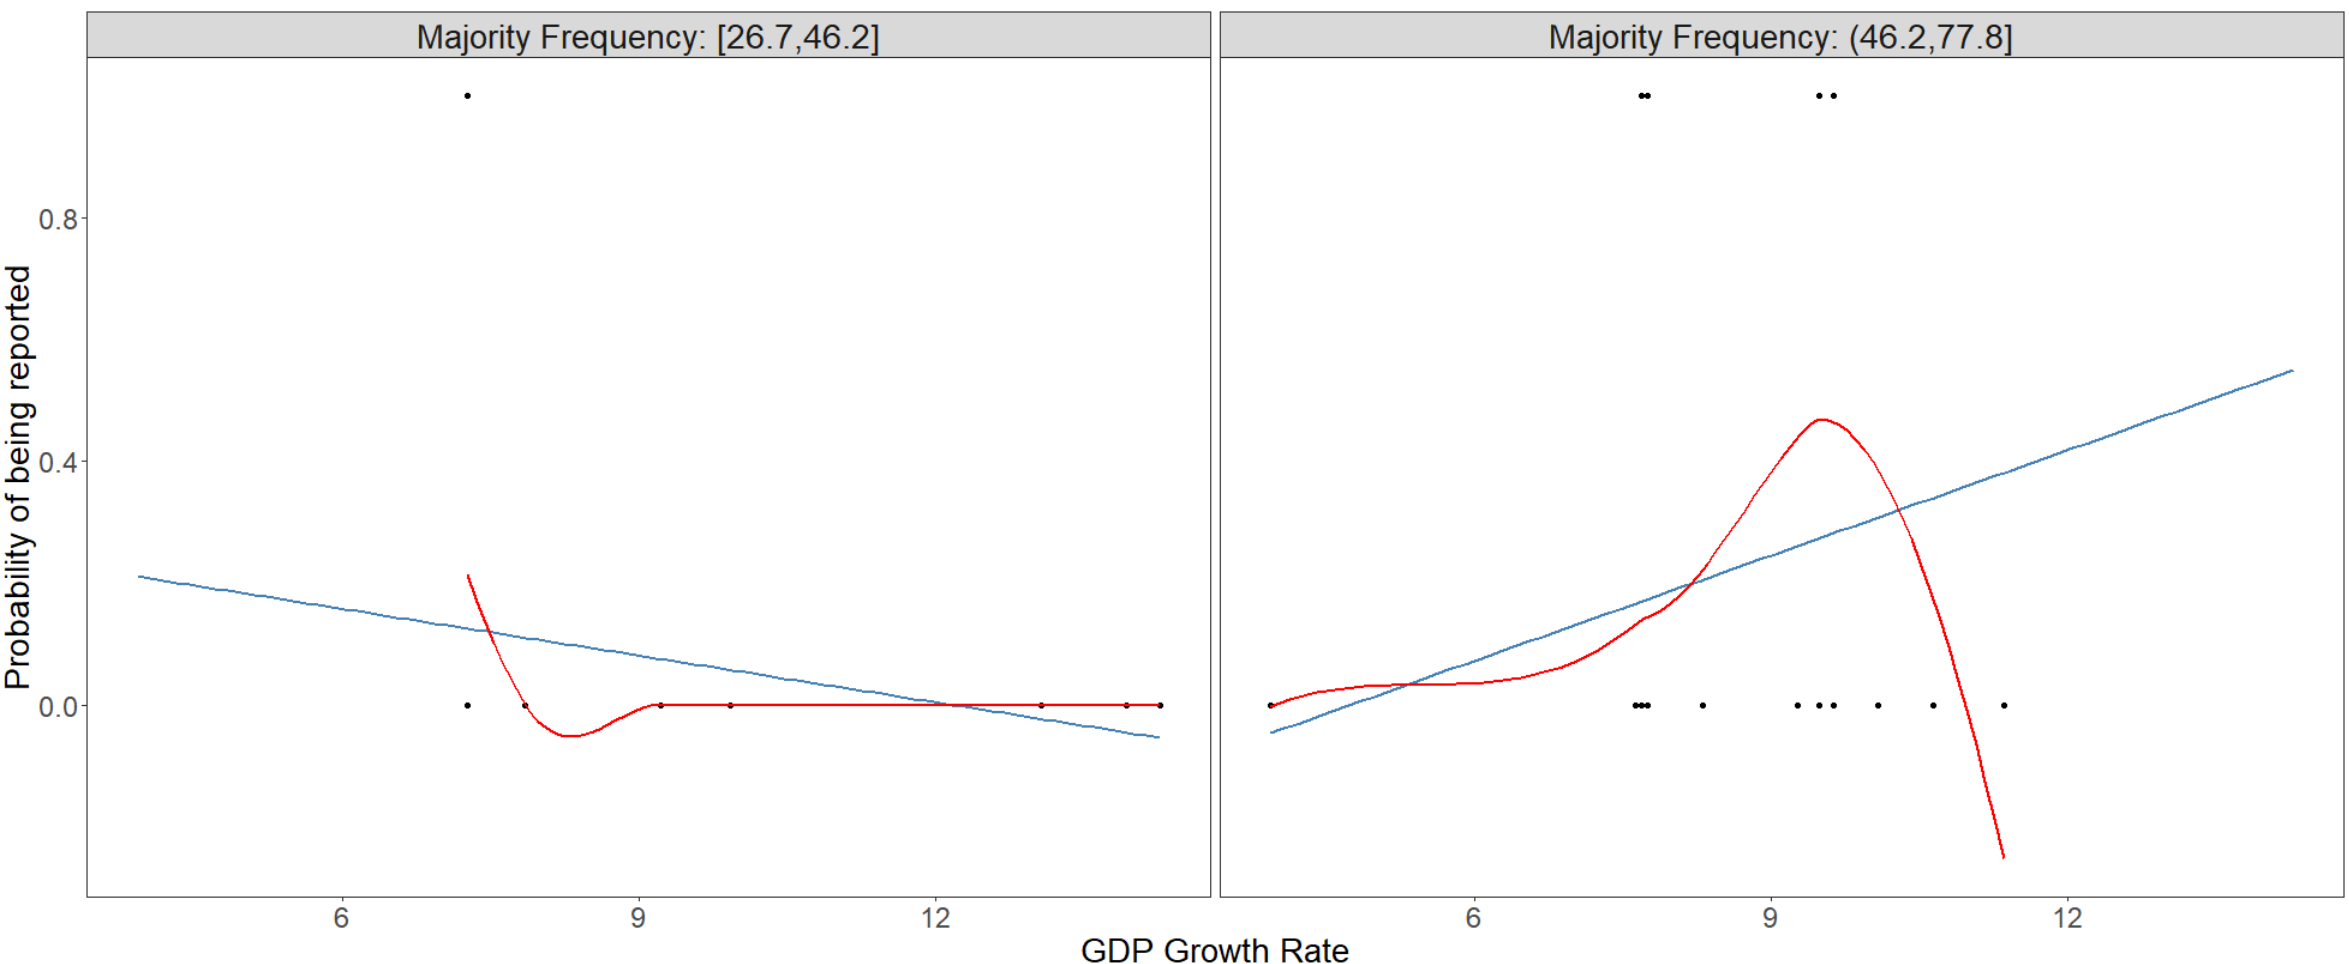 Majority Frequency: [26.7,46.2]
Majority Frequency: (46.2,77.8]
Probability of being reported
0.8
0.4
0.0
6
9
12
6
9
12
GDP Growth Rate